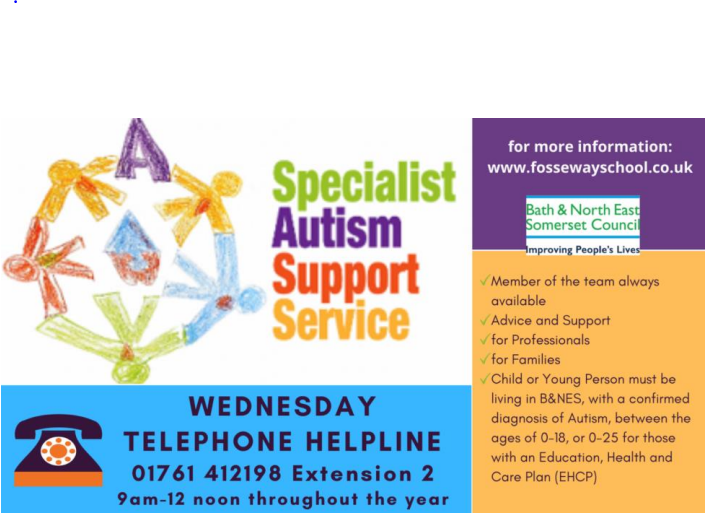 A
Specialist
Autism
Support
Service
WEDNESDAY
TELEPHONE HELPLINE
01761 412198 Extension 2
9am-12 noon throughout the year
for more information:
www.fossewayschool.co.uk
Bath & North East
Somerset Council
Improving People's Lives
✓Member of the team always
available
✓Advice and Support
✓for Professionals
✓for Families
✓Child or Young Person must be
living in B&NES, with a confirmed
diagnosis of Autism, between the
ages of 0-18, or 0-25 for those
with an Education, Health and
Care Plan (EHCP)